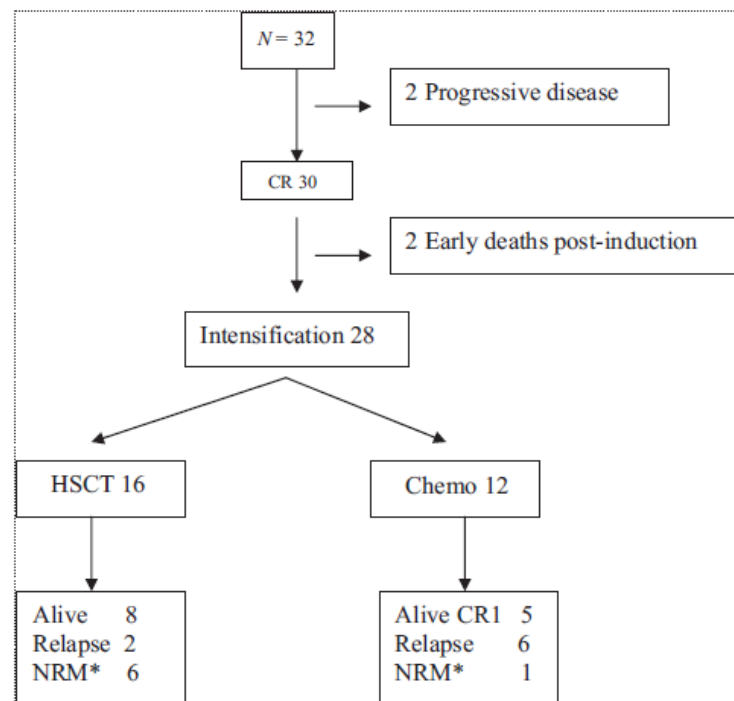 N = 32
2 Progressive disease
CR 30
2 Early deaths post-induction
Intensification 28
HSCT 16
Chemo 12
Alive 8
Relapse 2
NRM* 6
Alive CR1 5
Relapse 6
NRM* 1